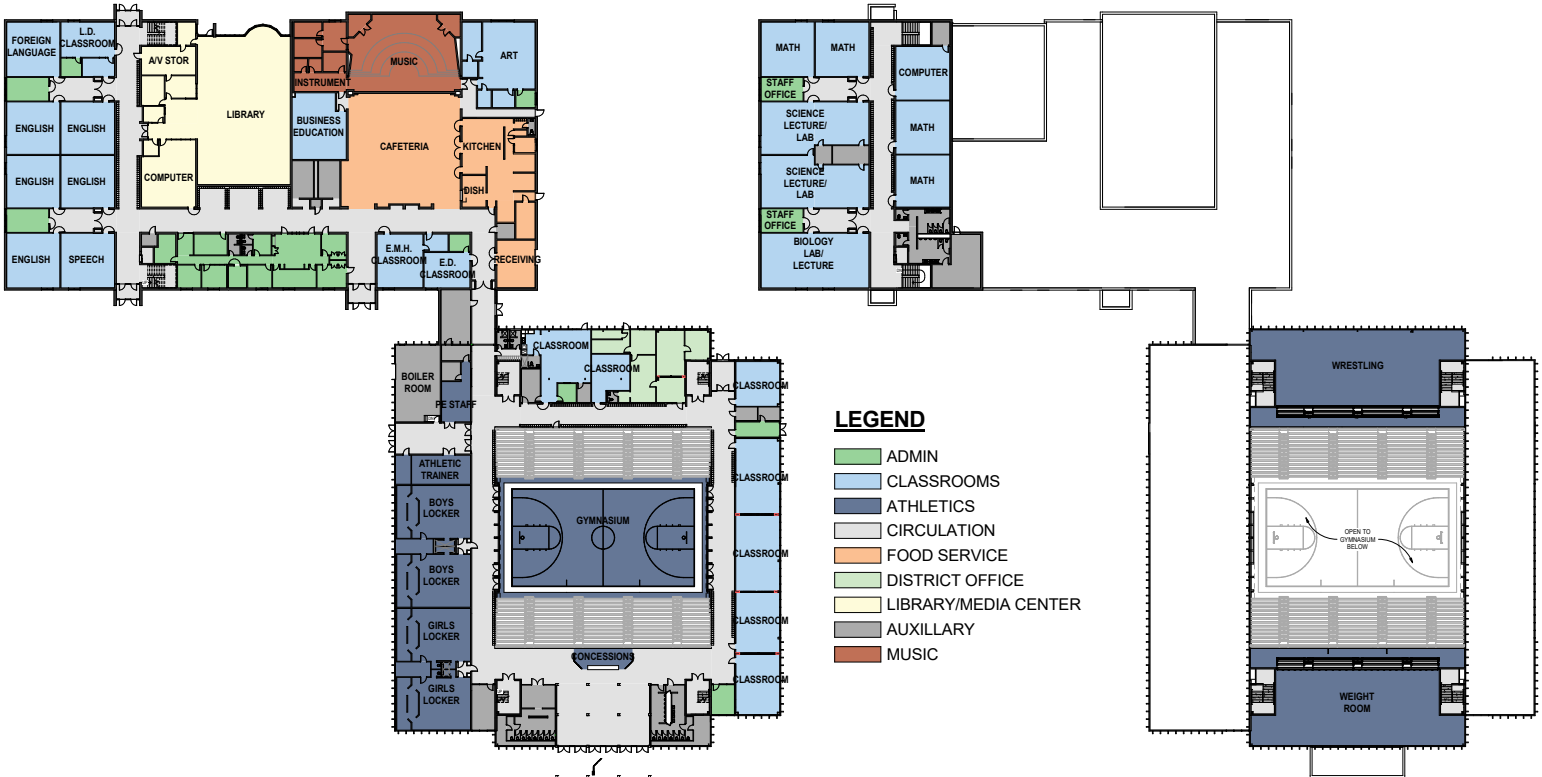 FOREIGN
LANGUAGE
L.D.
CLASSROOM
A/V STOR
LIBRARY
INSTRUMENT
MUSIC
ART
ENGLISH
ENGLISH
BUSINESS
EDUCATION
CAFETERIA
KITCHEN
ENGLISH
ENGLISH
COMPUTER
DISH
ENGLISH
SPEECH
E.M.H.
CLASSROOM
E.D.
CLASSROOM
RECEIVING
BOILER
ROOM
PE STAFF
CLASSROOM
CLASSROOM
CLASSROOM
ATHLETIC
TRAINER
BOYS
LOCKER
BOYS
LOCKER
GIRLS
LOCKER
GIRLS
LOCKER
GYMNASIUM
CONCESSIONS
CLASSROOM
CLASSROOM
CLASSROOM
CLASSROOM
LEGEND
ADMIN
CLASSROOMS
ATHLETICS
CIRCULATION
FOOD SERVICE
DISTRICT OFFICE
LIBRARY/MEDIA CENTER
AUXILLARY
MUSIC
MATH
MATH
COMPUTER
STAFF
OFFICE
SCIENCE
LECTURE/
LAB
MATH
SCIENCE
LECTURE/
LAB
MATH
STAFF
OFFICE
BIOLOGY
LAB/
LECTURE
WRESTLING
OPEN TO
GYMNASIUM
BELOW
WEIGHT
ROOM